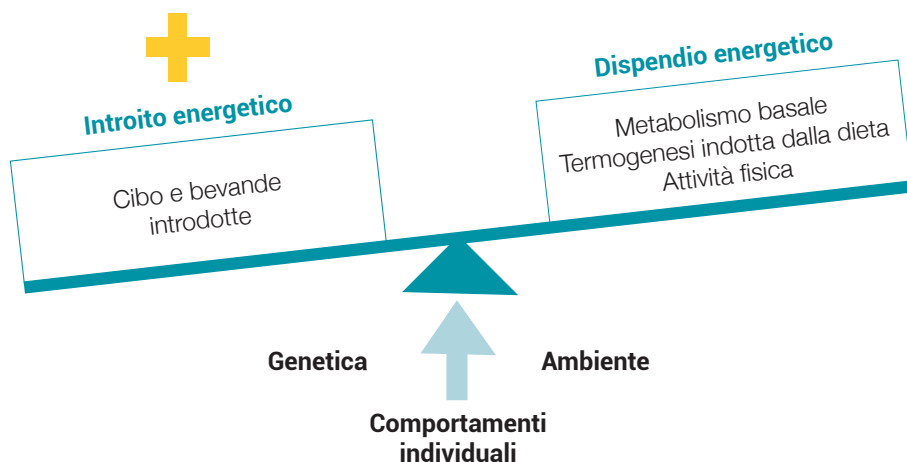 Dispendio energetico
Introito energetico
Metabolismo basale
Termogenesi indotta dalla dieta
Attività fisica
Cibo e bevande
introdotte
Genetica
Ambiente
Comportamenti
individuali